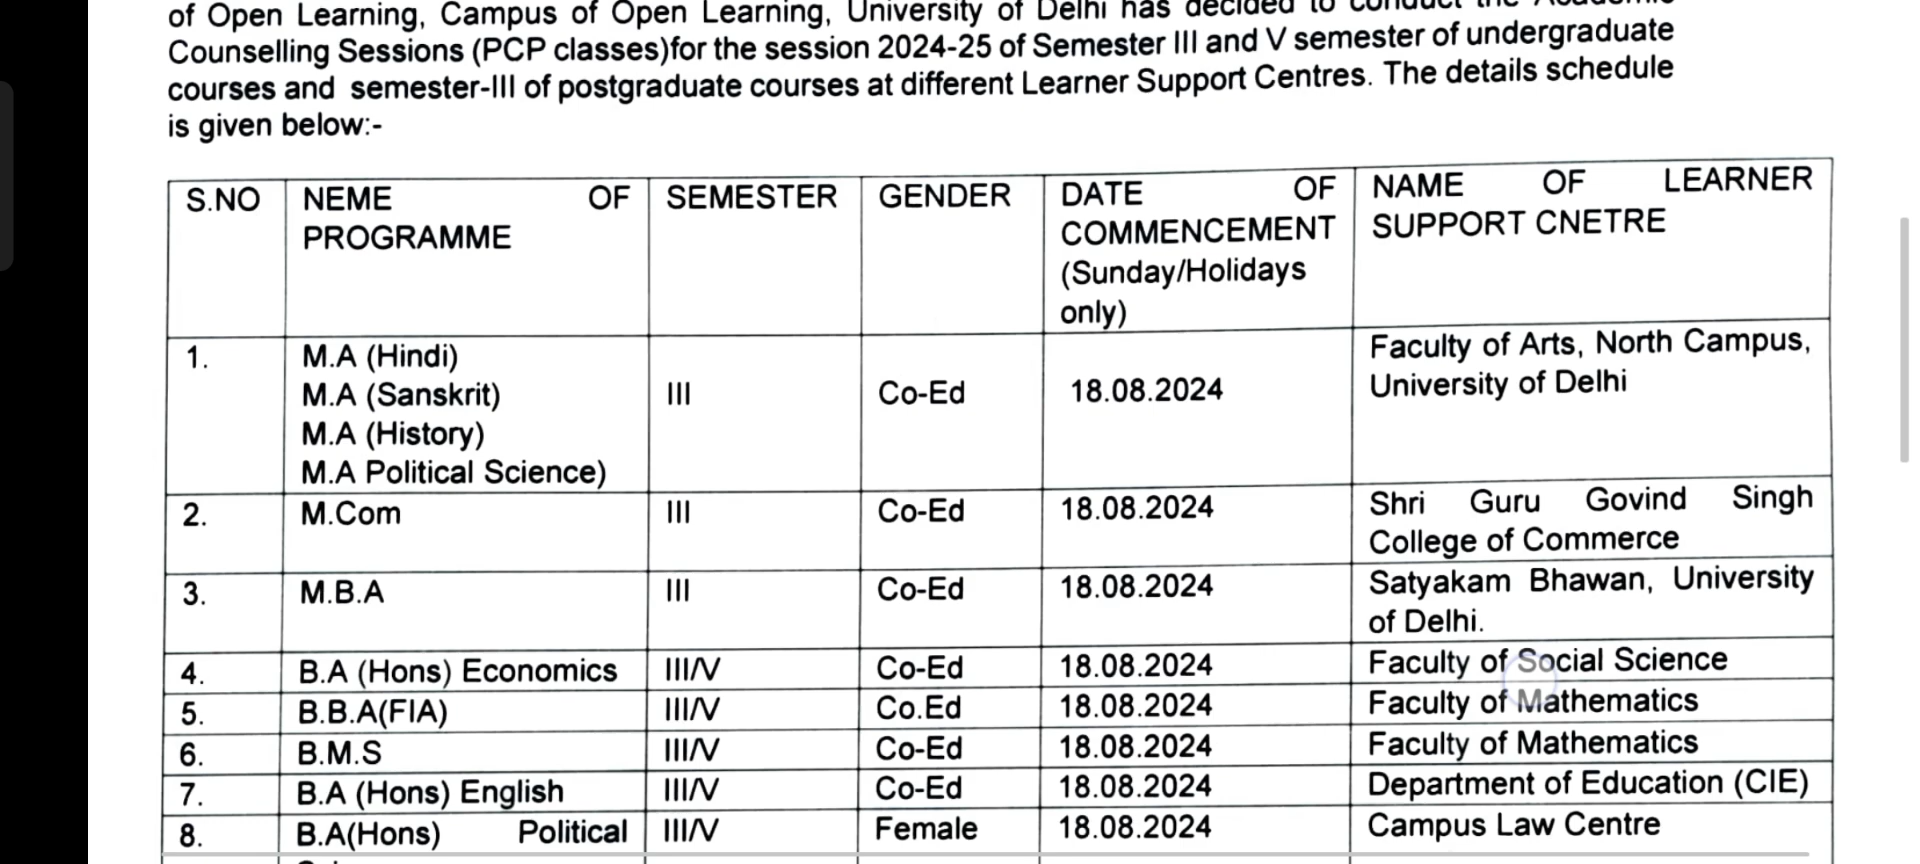 of Open Learning, Campus of Open Learning, University of Delhi has decided to conduct the Academic
Counselling Sessions (PCP classes)for the session 2024-25 of Semester III and V semester of undergraduate
courses and semester-III of postgraduate courses at different Learner Support Centres. The details schedule
is given below:-
S.NO NEME OF PROGRAMME SEMESTER GENDER DATE OF COMMENCEMENT (Sunday/Holidays only) NAME OF LEARNER SUPPORT CNETRE
1. M.A (Hindi)
M.A (Sanskrit)
M.A (History)
M.A Political Science) III Co-Ed 18.08.2024 Faculty of Arts, North Campus,
University of Delhi
2. M.Com III Co-Ed 18.08.2024 Shri Guru Govind Singh
College of Commerce
3. M.B.A III Co-Ed 18.08.2024 Satyakam Bhawan, University
of Delhi.
4. B.A (Hons) Economics III/V Co-Ed 18.08.2024 Faculty of Social Science
5. B.B.A(FIA) III/V Co.Ed 18.08.2024 Faculty of Mathematics
6. B.M.S III/V Co-Ed 18.08.2024 Faculty of Mathematics
7. B.A (Hons) English III/V Co-Ed 18.08.2024 Department of Education (CIE)
8. B.A(Hons) Political III/V Female 18.08.2024 Campus Law Centre